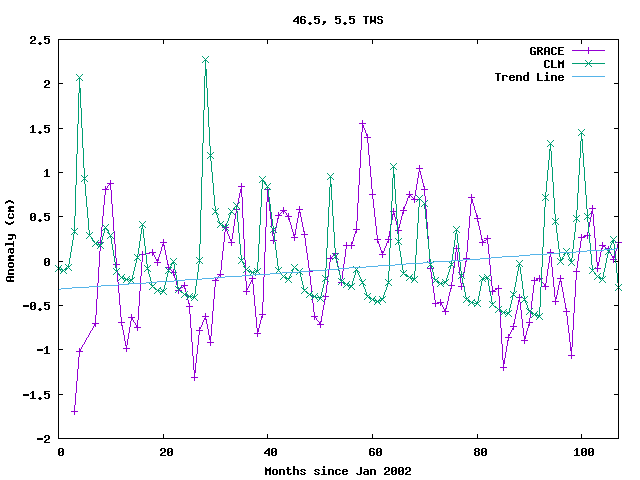 46.5, 5.5 TWS
GRACE
CLM
Trend Line
2.5
2
1.5
1
0.5
0
-0.5
-1
-1.5
-2
Anomaly (cm)
0 20 40 60 80 100
Months since Jan 2002